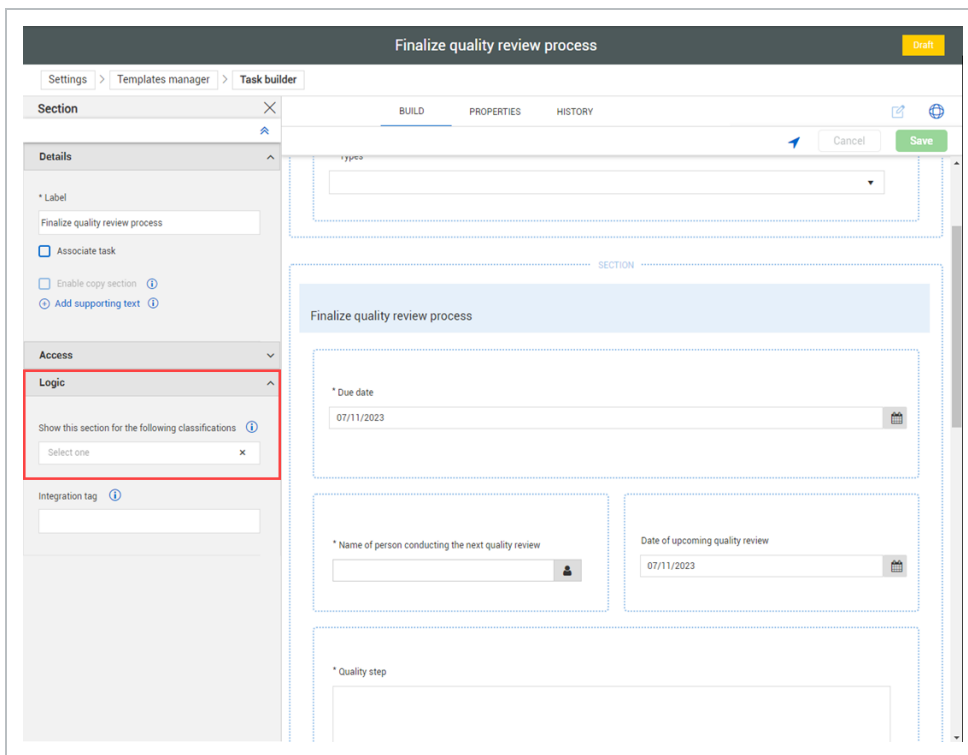 Finalize quality review process
Draft
Settings > Templates manager > Task builder
Section
BUILD PROPERTIES HISTORY
Cancel Save
Details
Types
* Label
Finalize quality review process
Associate task
SECTION
Enable copy section
Add supporting text
Finalize quality review process
Access
Logic
* Due date
07/11/2023
Show this section for the following classifications
Select one
Integration tag
* Name of person conducting the next quality review
Date of upcoming quality review
07/11/2023
* Quality step